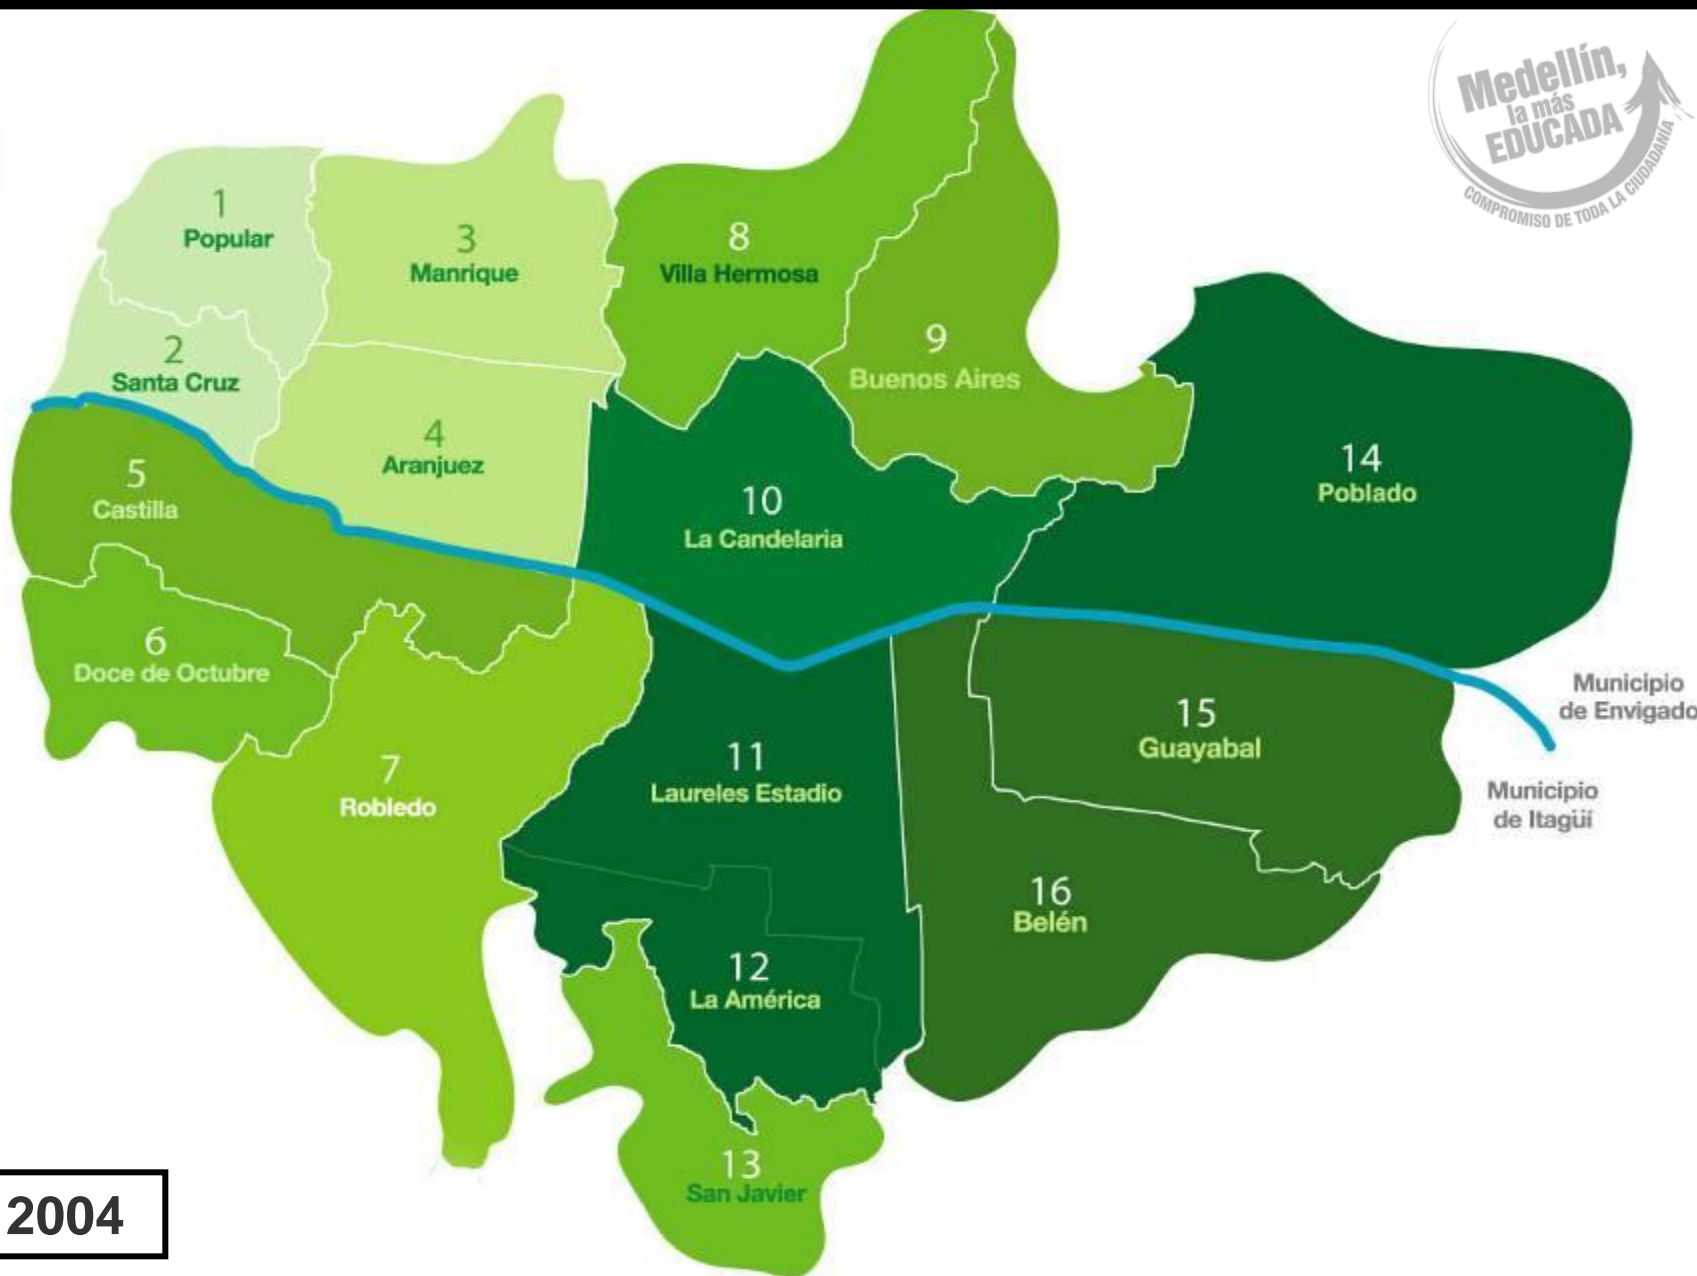 Medellín,
la más
EDUCADA
COMPROMISO DE TODA LA CIUDADANÍA
1
Popular
2
Santa Cruz
3
Manrique
4
Aranjuez
5
Castilla
6
Doce de Octubre
7
Robledo
8
Villa Hermosa
9
Buenos Aires
10
La Candelaria
11
Laureles Estadio
12
La América
13
San Javier
14
Poblado
15
Guayabal
16
Belén
Municipio
de Envigado
Municipio
de Itagüí
2004